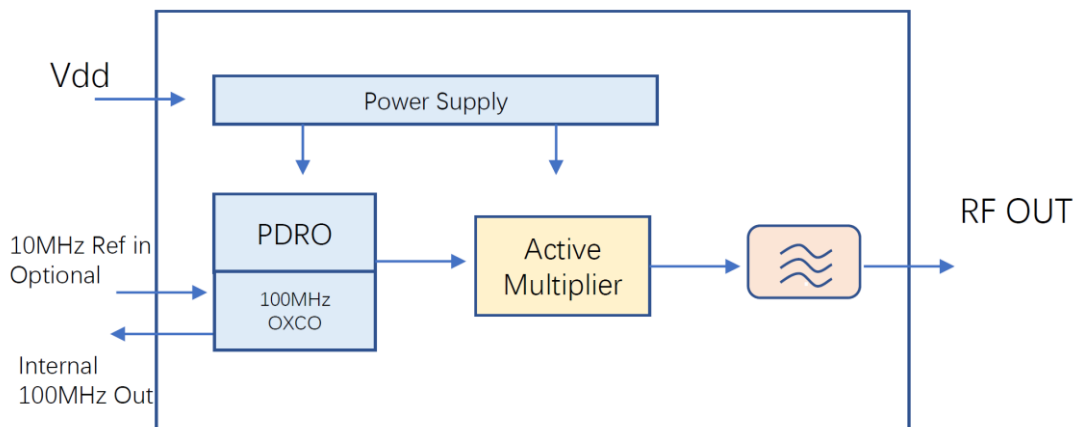 Vdd
Power Supply
10MHz Ref in
Optional
PDRO
100MHz
OXCO
Internal
100MHz Out
Active
Multiplier
RF OUT